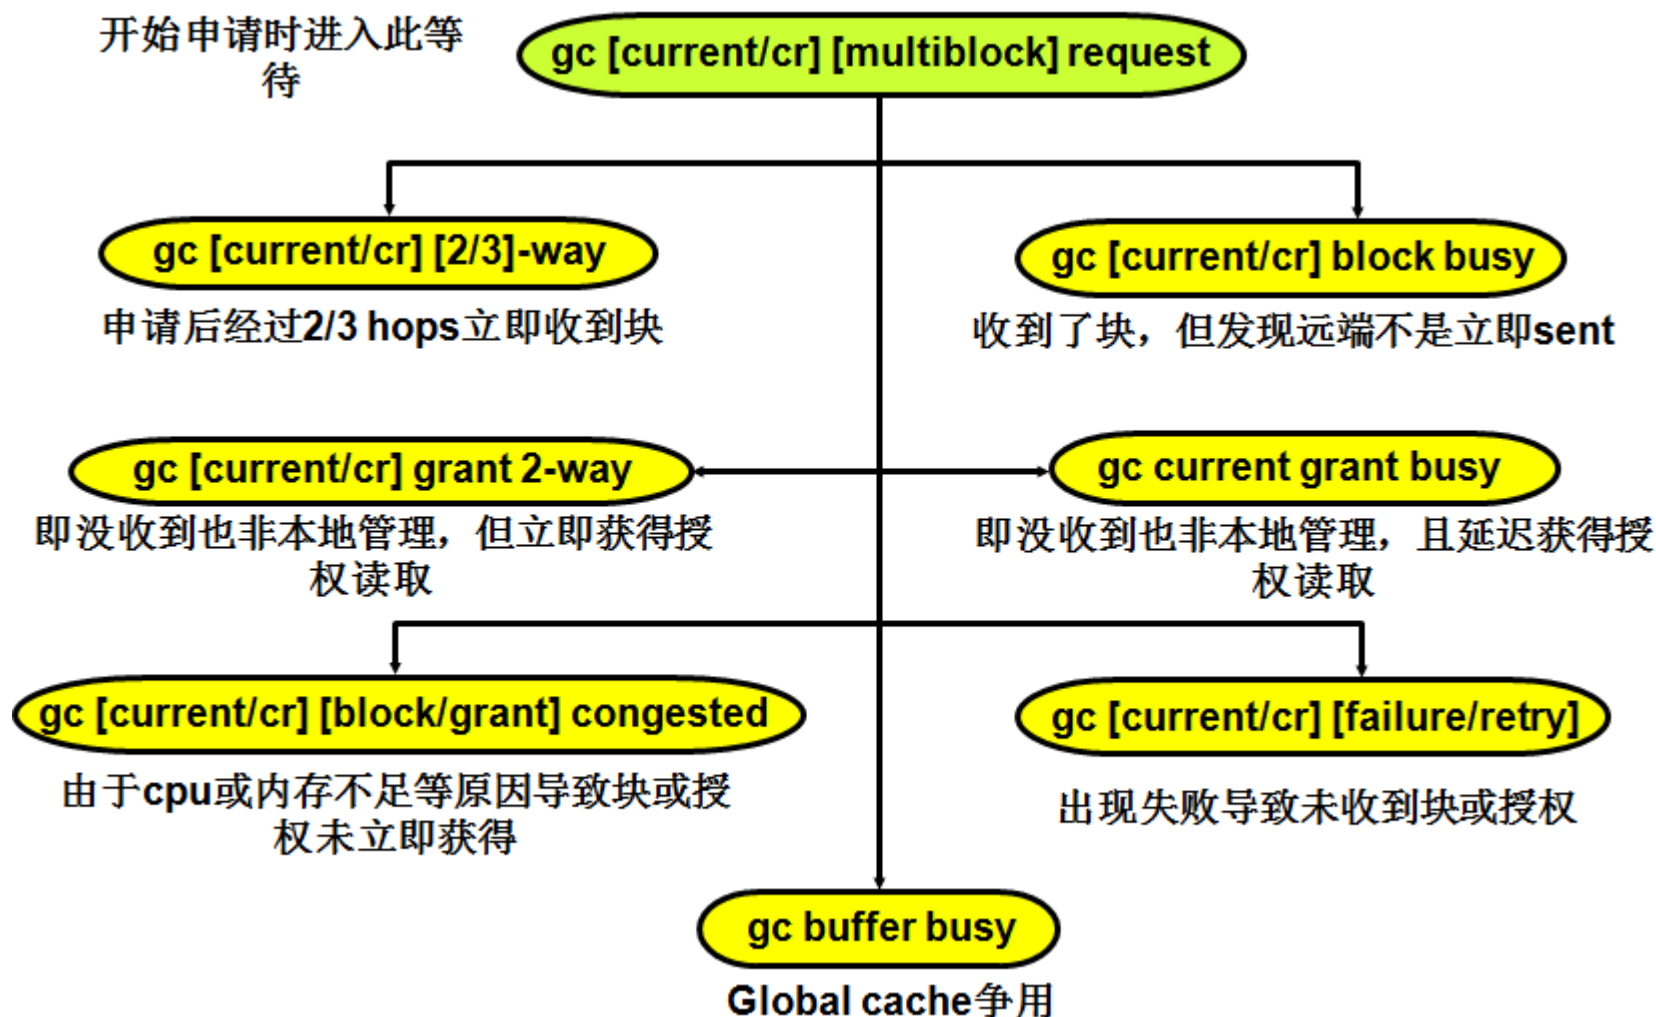 开始申请时进入此等
待
gc [current/cr] [multiblock] request
gc [current/cr] [2/3]-way
申请后经过2/3 hops立即收到块
gc [current/cr] block busy
收到了块，但发现远端不是立即sent
gc [current/cr] grant 2-way
即没收到也非本地管理，但立即获得授
权读取
gc current grant busy
即没收到也非本地管理，且延迟获得授
权读取
gc [current/cr] [block/grant] congested
由于cpu或内存不足等原因导致块或授
权未立即获得
gc [current/cr] [failure/retry]
出现失败导致未收到块或授权
gc buffer busy
Global cache争用